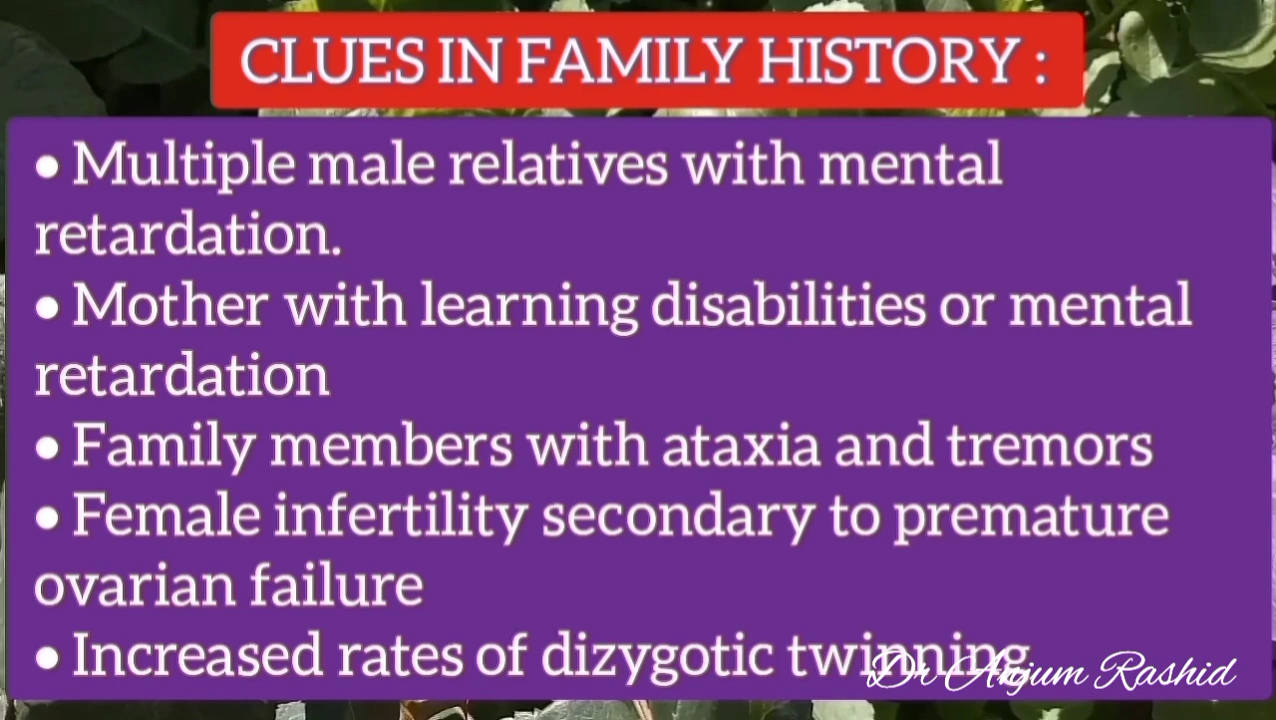 CLUES IN FAMILY HISTORY :
• Multiple male relatives with mental
retardation.
• Mother with learning disabilities or mental
retardation
• Family members with ataxia and tremors
• Female infertility secondary to premature
ovarian failure
• Increased rates of dizygotic twinning
Dr Anjum Rashid